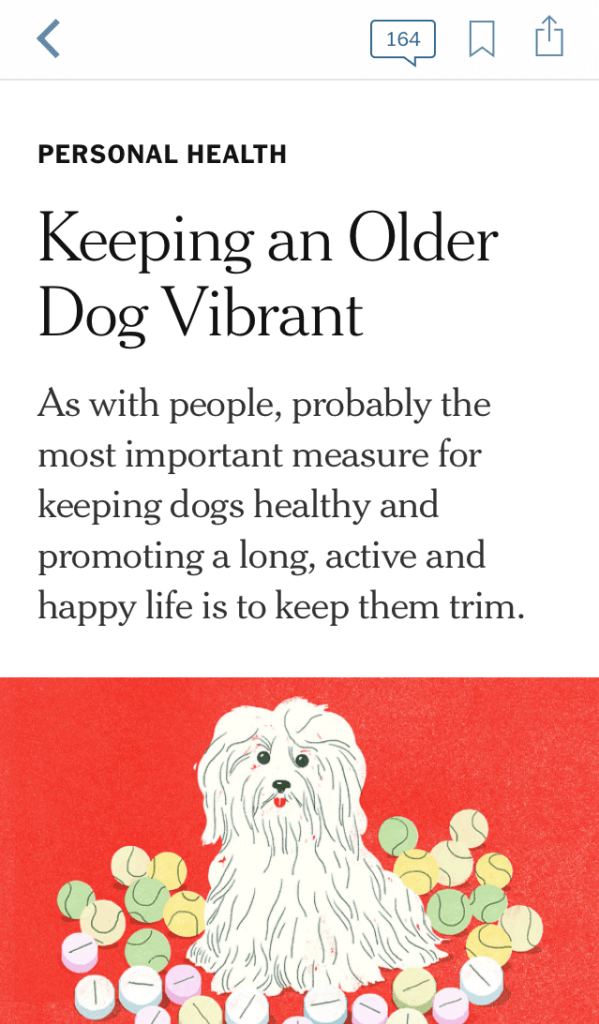 164
PERSONAL HEALTH
Keeping an Older
Dog Vibrant
As with people, probably the
most important measure for
keeping dogs healthy and
promoting a long, active and
happy life is to keep them trim.